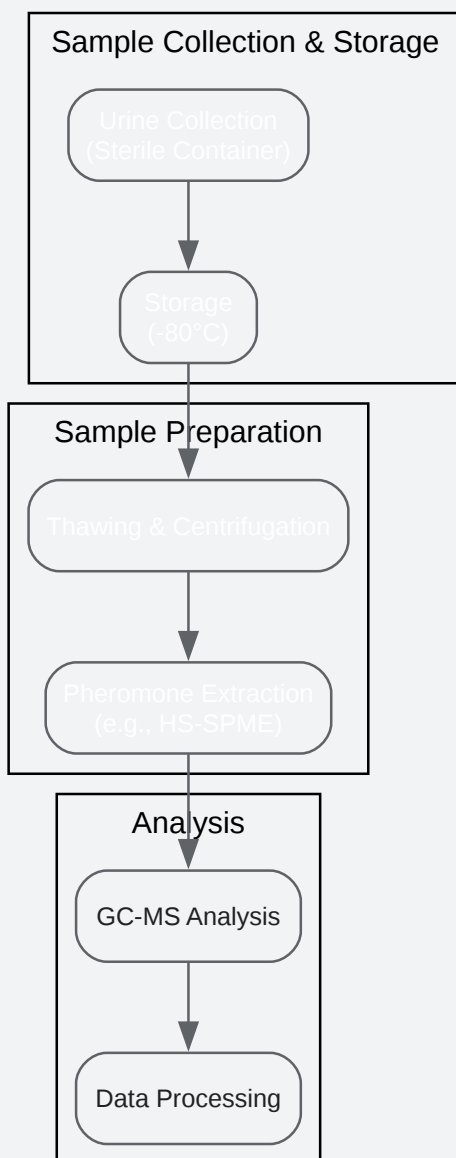 Sample Collection & Storage
Urine Collection
(Sterile Container)
Storage
(-80°C)
Sample Preparation
Thawing & Centrifugation
Pheromone Extraction
(e.g., HS-SPME)
Analysis
GC-MS Analysis
Data Processing